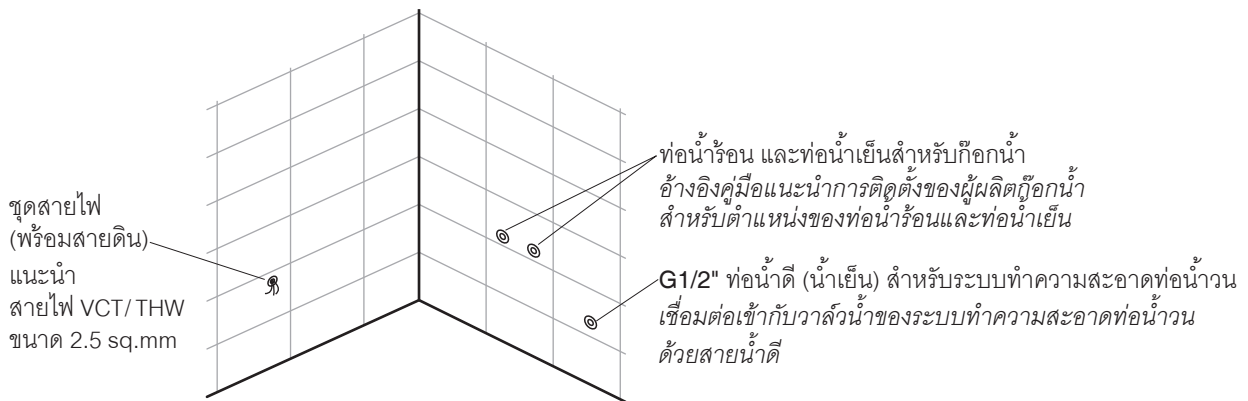 ท่อน้ำร้อน และท่อน้ำเย็นสำหรับก๊อกน้ำ
อ้างอิงคู่มือแนะนำการติดตั้งของผู้ผลิตก๊อกน้ำ
สำหรับตำแหน่งของท่อน้ำร้อนและท่อน้ำเย็น
ชุดสายไฟ
(พร้อมสายดิน)
แนะนำ
สายไฟ VCT/THW
ขนาด 2.5 sq.mm
G1/2" ท่อน้ำดี (น้ำเย็น) สำหรับระบบทำความสะอาดท่อน้ำวน
เชื่อมต่อเข้ากับวาล์วน้ำของระบบทำความสะอาดท่อน้ำวน
ด้วยสายน้ำดี